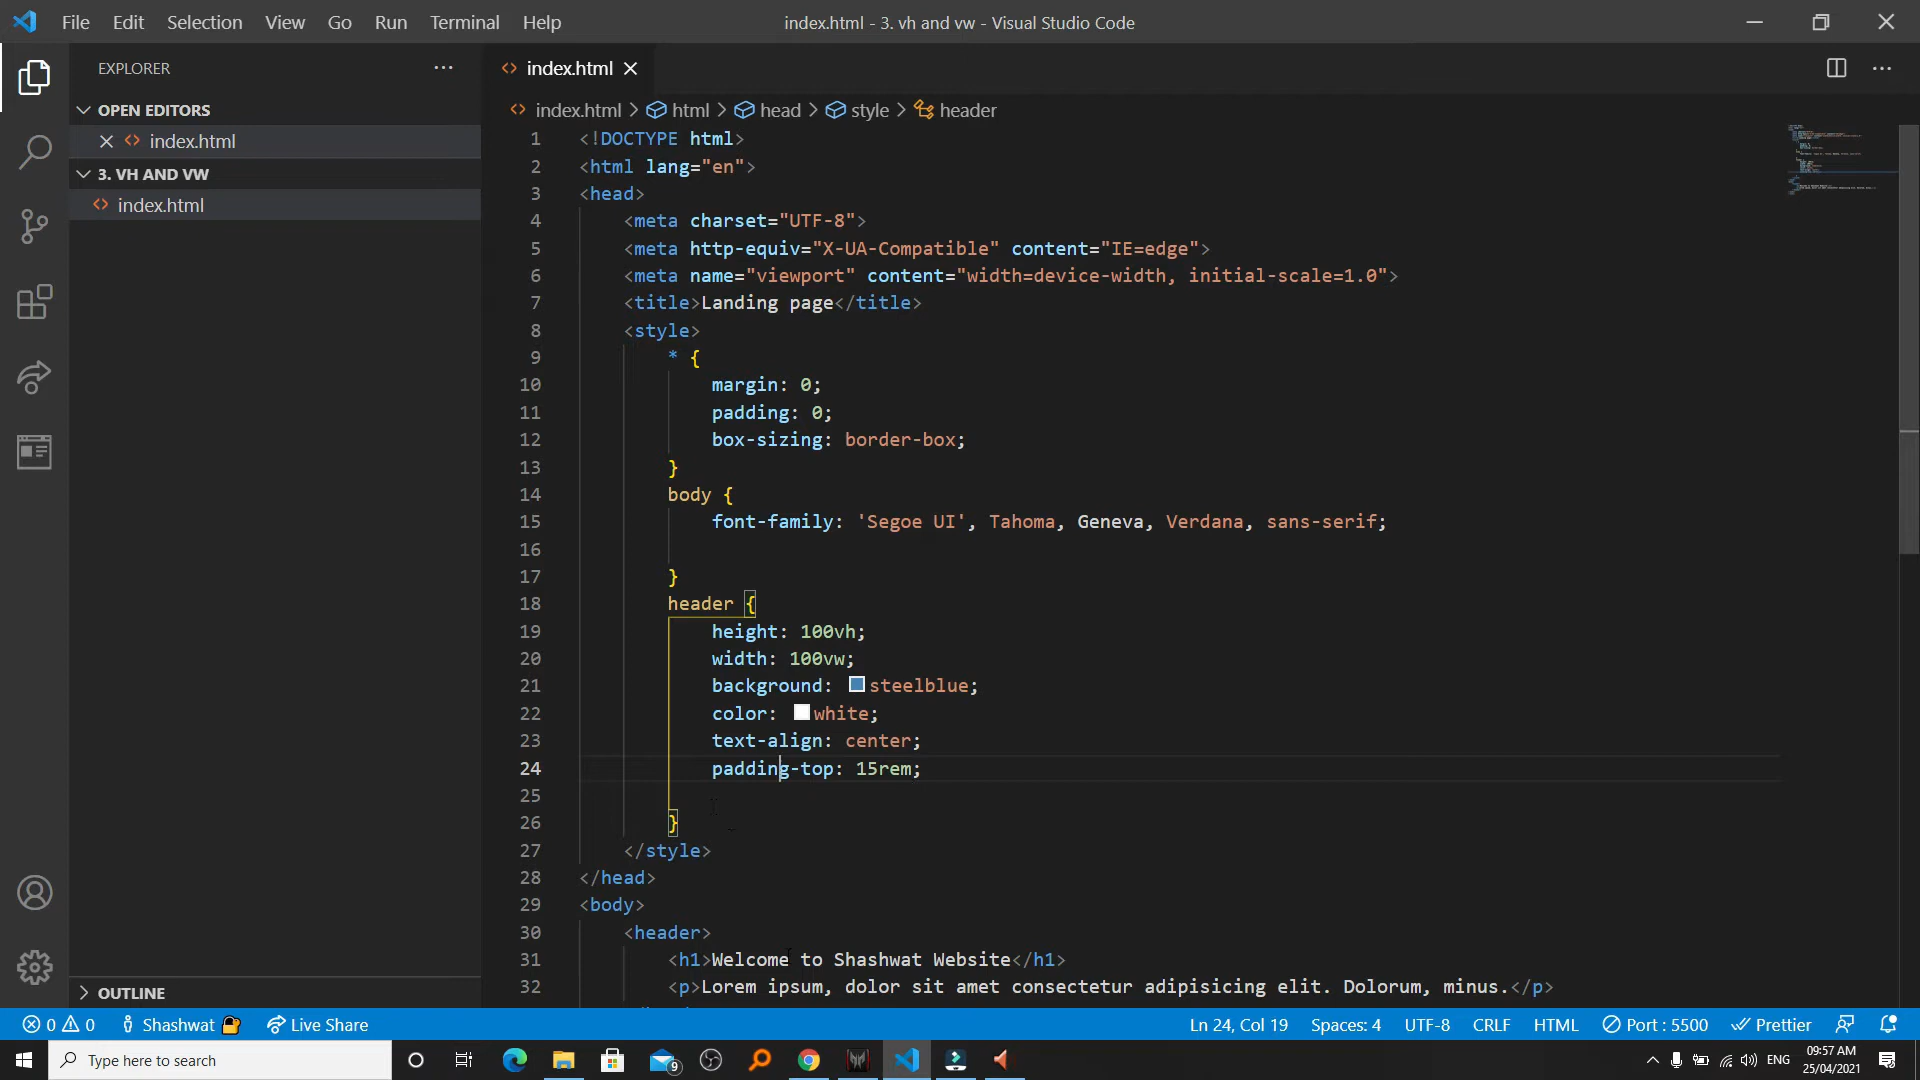 File Edit Selection View Go Run Terminal Help
index.html - 3. vh and vw - Visual Studio Code
EXPLORER
OPEN EDITORS
index.html
3. VH AND VW
index.html
OUTLINE
index.html
index.html > html > head > style > header
1 <!DOCTYPE html>
2 <html lang="en">
3 <head>
4 <meta charset="UTF-8">
5 <meta http-equiv="X-UA-Compatible" content="IE=edge">
6 <meta name="viewport" content="width=device-width, initial-scale=1.0">
7 <title>Landing page</title>
8 <style>
9 * {
10 margin: 0;
11 padding: 0;
12 box-sizing: border-box;
13 }
14 body {
15 font-family: 'Segoe UI', Tahoma, Geneva, Verdana, sans-serif;
16
17 }
18 header {
19 height: 100vh;
20 width: 100vw;
21 background: steelblue;
22 color: white;
23 text-align: center;
24 padding-top: 15rem;
25
26 }
27 </style>
28 </head>
29 <body>
30 <header>
31 <h1>Welcome to Shashwat Website</h1>
32 <p>Lorem ipsum, dolor sit amet consectetur adipisicing elit. Dolorum, minus.</p>
0 0 Shashwat Live Share Ln 24, Col 19 Spaces: 4 UTF-8 CRLF HTML Port : 5500 Prettier
Type here to search
9
ENG
09:57 AM
25/04/2021